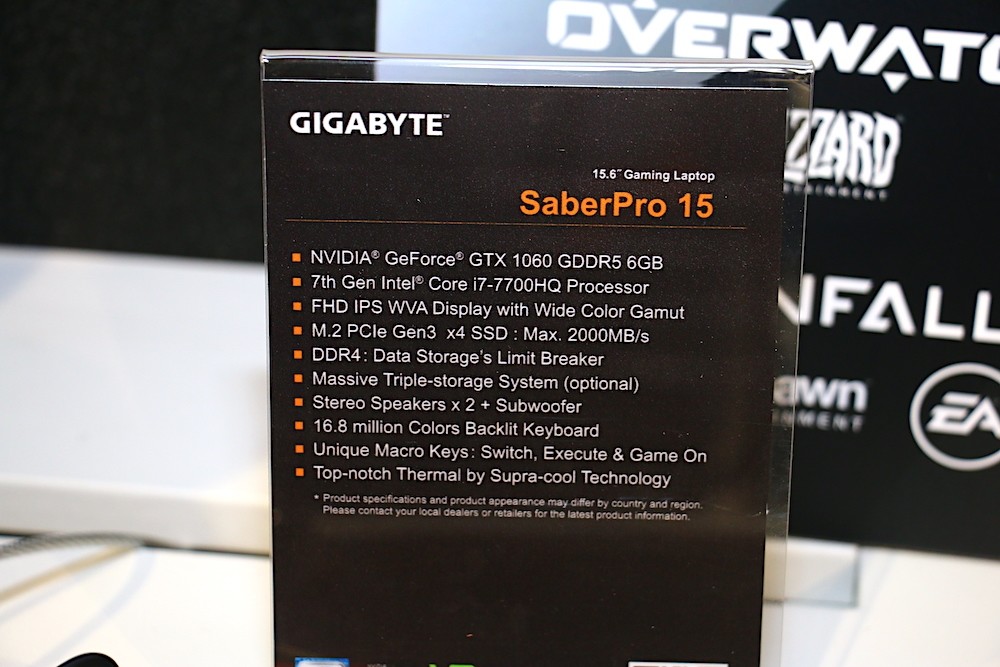 OVERWATC
GIGABYTE™
ZZARD
TAINMENT
15.6" Gaming Laptop
SaberPro 15
NVIDIA® GeForce® GTX 1060 GDDR5 6GB
7th Gen Intel® Core i7-7700HQ Processor
FHD IPS WVA Display with Wide Color Gamut
NFALL
M.2 PCIe Gen3 x4 SSD : Max. 2000MB/s
DDR4: Data Storage's Limit Breaker
Massive Triple-storage System (optional)
awn
NMENT
EA
Stereo Speakers x 2 + Subwoofer
16.8 million Colors Backlit Keyboard
Unique Macro Keys: Switch, Execute & Game On
Top-notch Thermal by Supra-cool Technology
* Product specifications and product appearance may differ by country and region.
Please contact your local dealers or retailers for the latest product information.